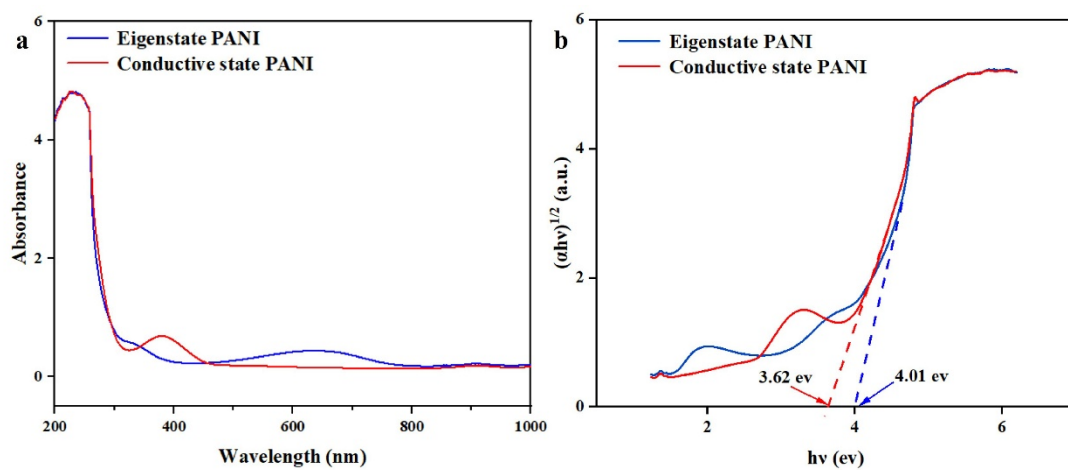 a
Eigenstate PANI
Conductive state PANI
Absorbance
6
4
2
0
200
400
600
800
1000
Wavelength (nm)
b
Eigenstate PANI
Conductive state PANI
(αhν)1/2 (a.u.)
6
4
2
0
3.62 ev
4.01 ev
2
4
6
hν (ev)